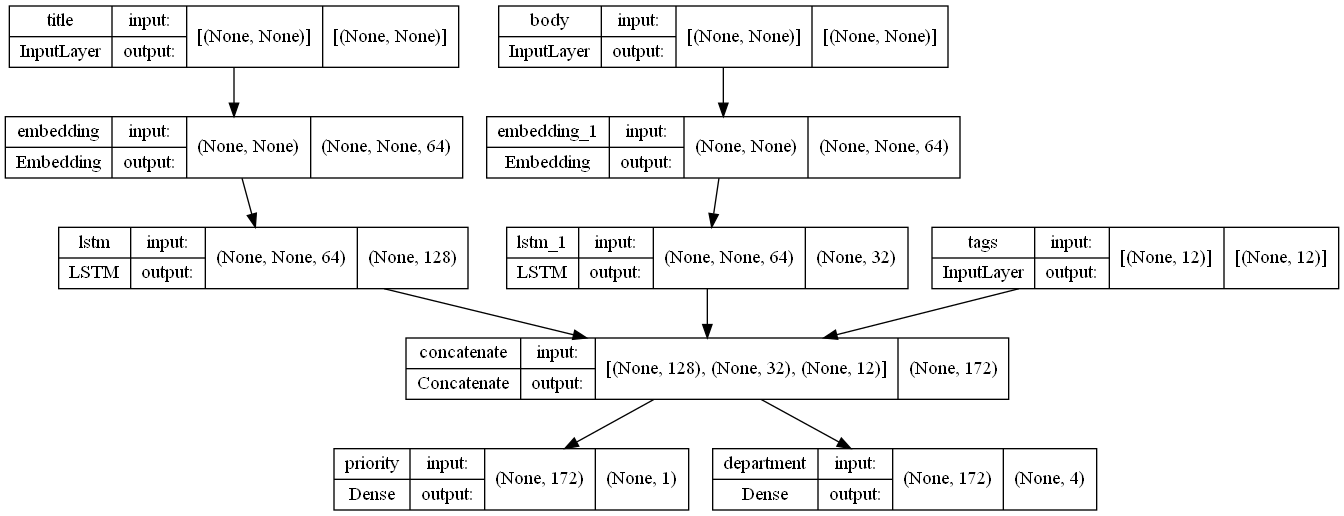 title input: [(None, None)] [(None, None)]
InputLayer output:
body input: [(None, None)] [(None, None)]
InputLayer output:
embedding input: (None, None) (None, None, 64)
Embedding output:
embedding_1 input: (None, None) (None, None, 64)
Embedding output:
lstm input: (None, None, 64) (None, 128)
LSTM output:
lstm_1 input: (None, None, 64) (None, 32)
LSTM output:
tags input: [(None, 12)] [(None, 12)]
InputLayer output:
concatenate input: [(None, 128), (None, 32), (None, 12)] (None, 172)
Concatenate output:
priority input: (None, 172) (None, 1)
Dense output:
department input: (None, 172) (None, 4)
Dense output: